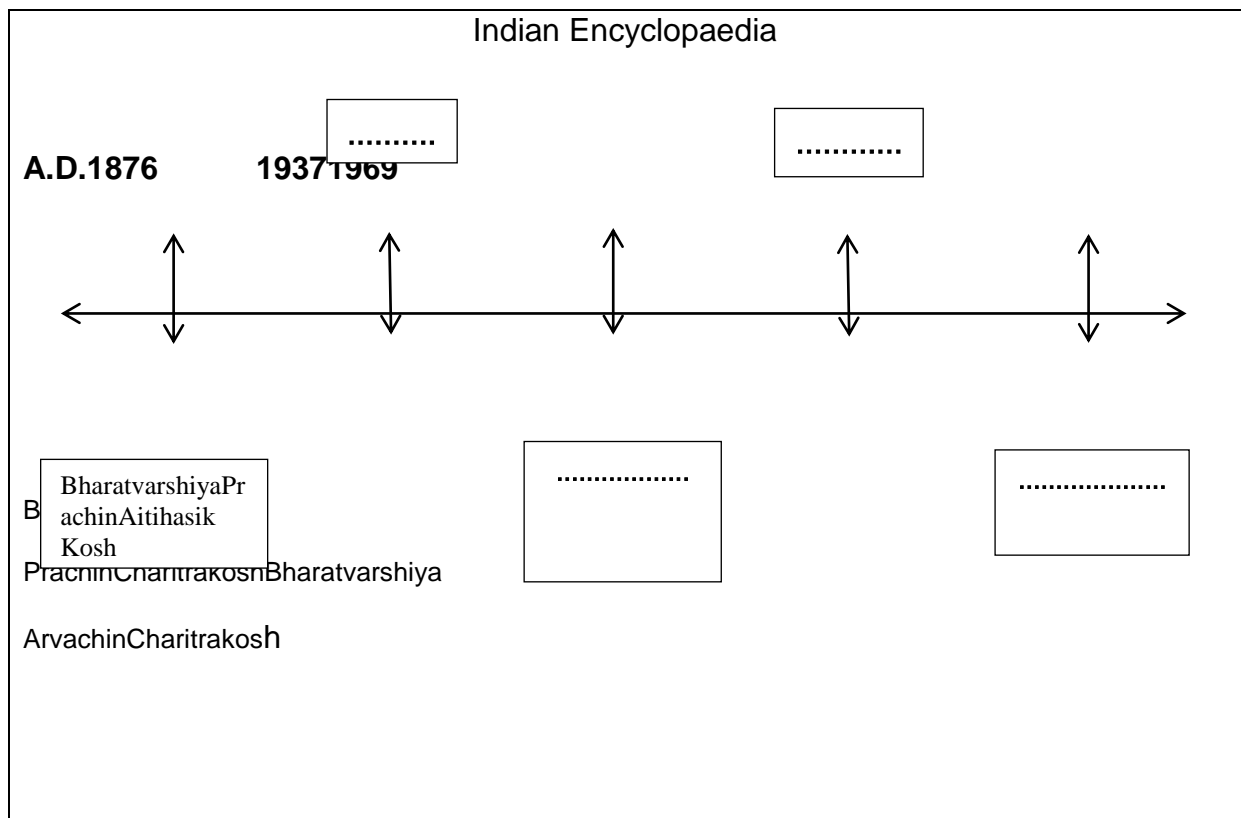 Indian Encyclopaedia
..........
............
A.D.1876 19371969
BharatvarshiyaPr
achinAitihasik
Kosh
..................
....................
B
PrachinCharitrakoshBharatvarshiya
ArvachinCharitrakosh